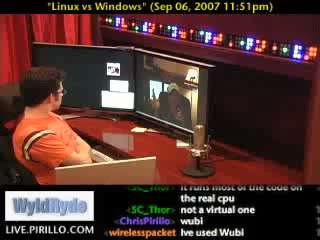 "Linux vs Windows" (Sep 06, 2007 11:51pm)
<SC_Thor> it runs most of the code on
the real cpu
<SC_Thor> not a virtual one
<ChrisPirillo> wubi
<wirelesspacket> Ive used Wubi
WyldRyde
LIVE.PIRILLO.COM